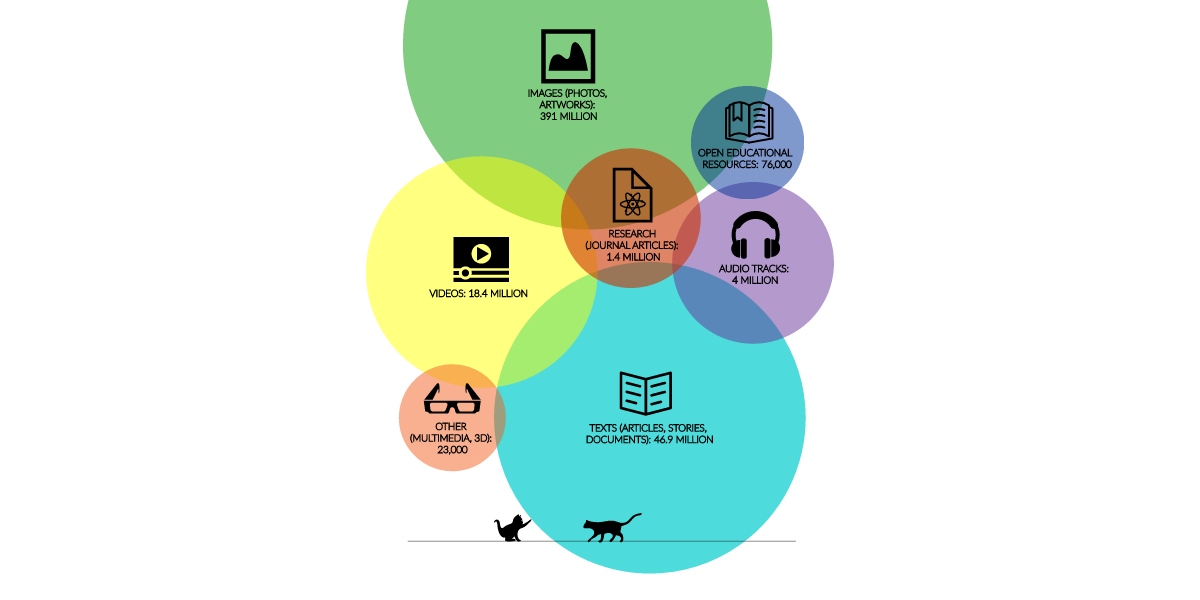 IMAGES (PHOTOS,
ARTWORKS):
391 MILLION
OPEN EDUCATIONAL
RESOURCES: 76,000
RESEARCH
(JOURNAL ARTICLES):
1.4 MILLION
AUDIO TRACKS:
4 MILLION
VIDEOS: 18.4 MILLION
OTHER
(MULTIMEDIA, 3D):
23,000
TEXTS (ARTICLES, STORIES,
DOCUMENTS): 46.9 MILLION